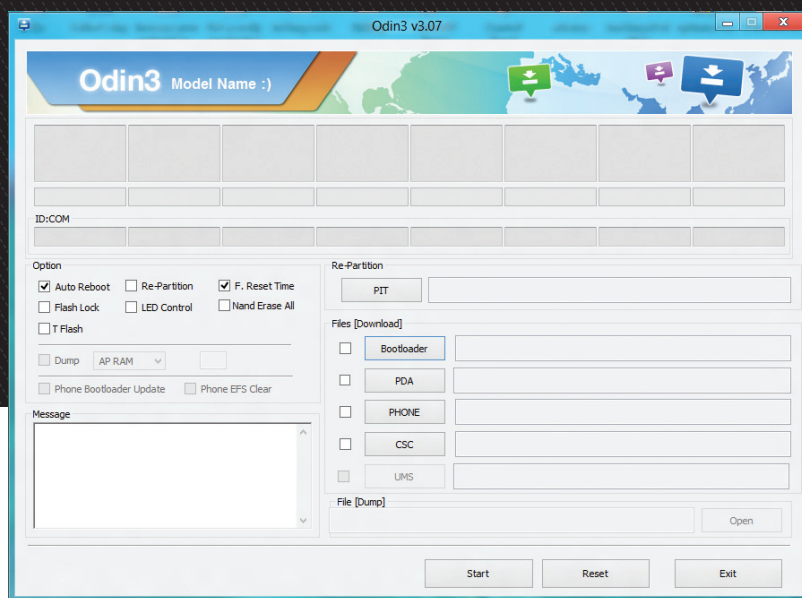 Odin3 v3.07
Odin3 Model Name :)
ID:COM
Option
Auto Reboot Re-Partition F. Reset Time
Flash Lock LED Control Nand Erase All
T Flash
Dump AP RAM
Phone Bootloader Update Phone EFS Clear
Message
Re-Partition
PIT
Files [Download]
Bootloader
PDA
PHONE
CSC
UMS
File [Dump]
Open
Start Reset Exit